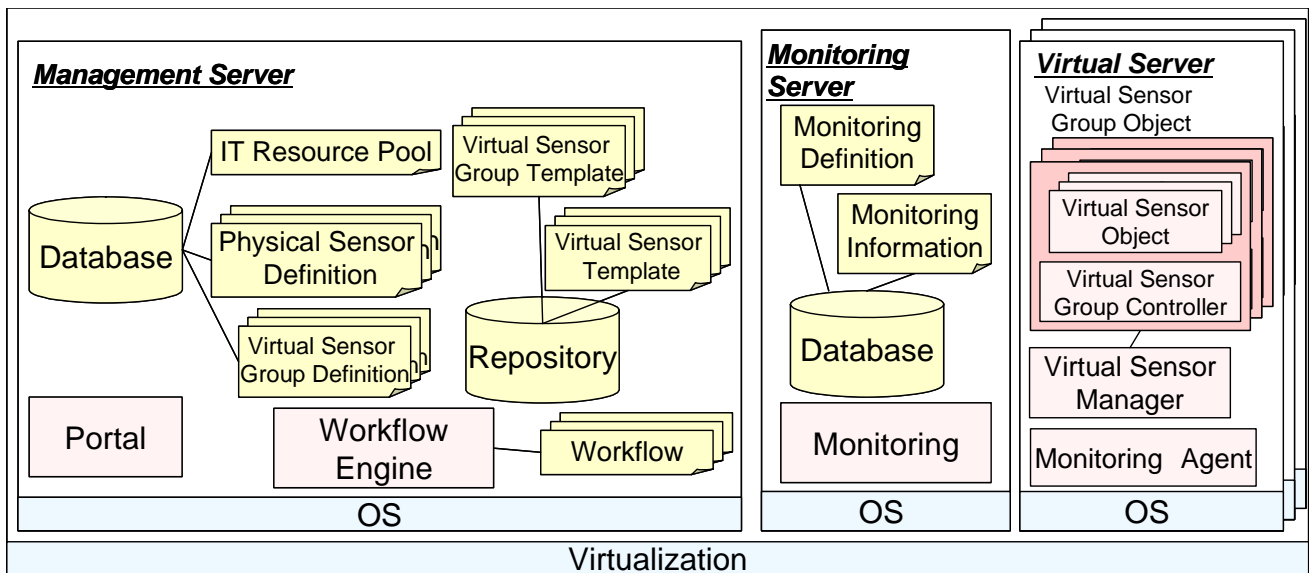 Management Server
IT Resource Pool
Virtual Sensor
Group Template
Database
Physical Sensor
Definition
Virtual Sensor
Template
Virtual Sensor
Group Definition
Repository
Portal
Workflow
Engine
Workflow
OS
Monitoring
Server
Monitoring
Definition
Monitoring
Information
Database
Monitoring
OS
Virtual Server
Virtual Sensor
Group Object
Virtual Sensor
Object
Virtual Sensor
Group Controller
Virtual Sensor
Manager
Monitoring Agent
OS
Virtualization